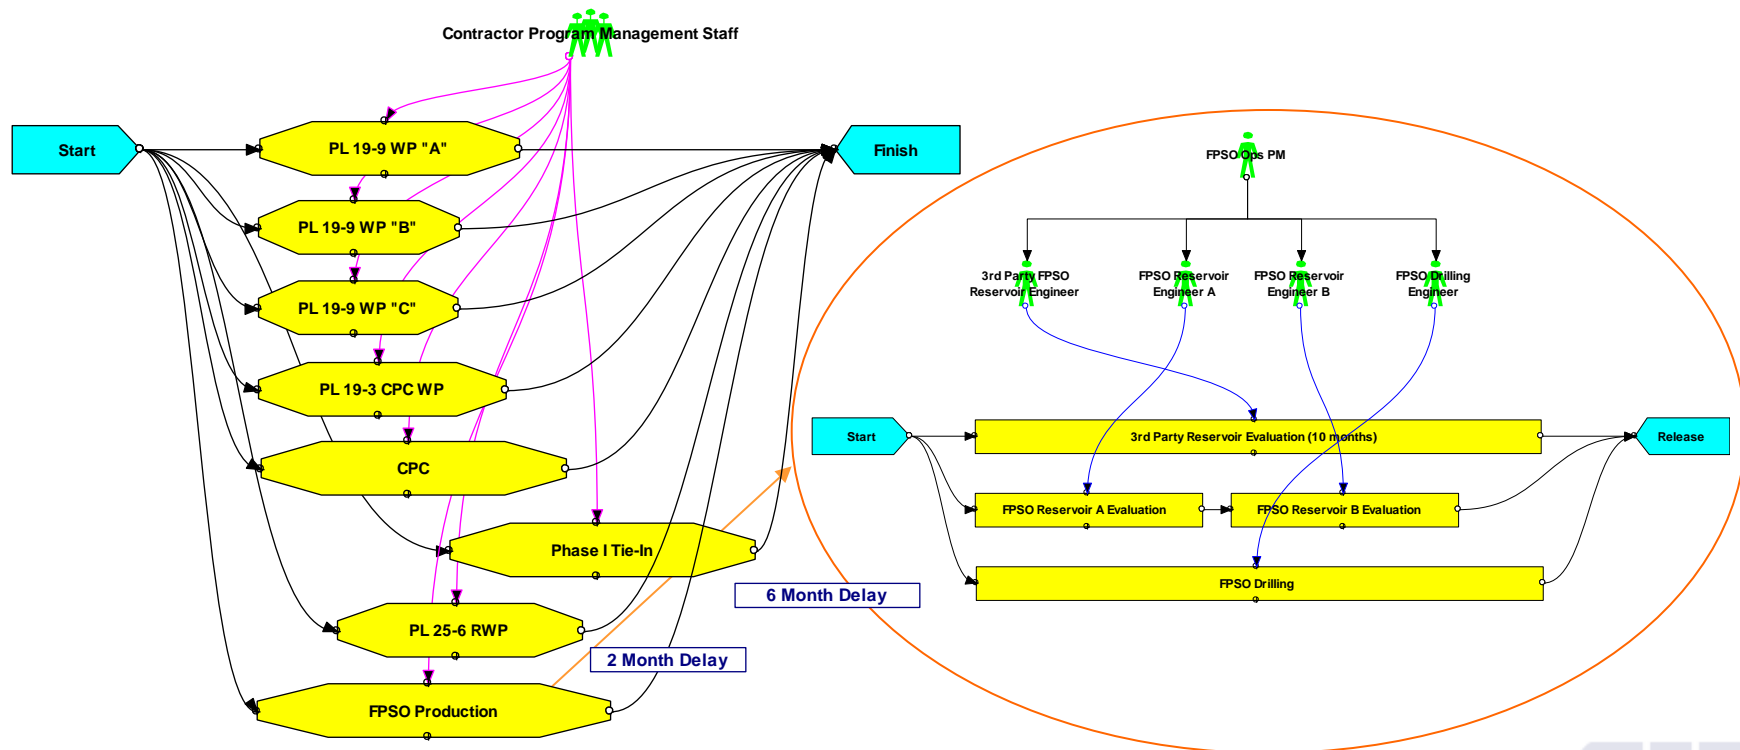 Contractor Program Management Staff
Start
PL 19-9 WP "A"
Finish
PL 19-9 WP "B"
PL 19-9 WP "C"
PL 19-3 CPC WP
CPC
Phase I Tie-In
PL 25-6 RWP
FPSO Production
6 Month Delay
2 Month Delay
FPSO Ops PM
3rd Party FPSO
Reservoir Engineer
FPSO Reservoir
Engineer A
FPSO Reservoir
Engineer B
FPSO Drilling
Engineer
Start
3rd Party Reservoir Evaluation (10 months)
Release
FPSO Reservoir A Evaluation
FPSO Reservoir B Evaluation
FPSO Drilling